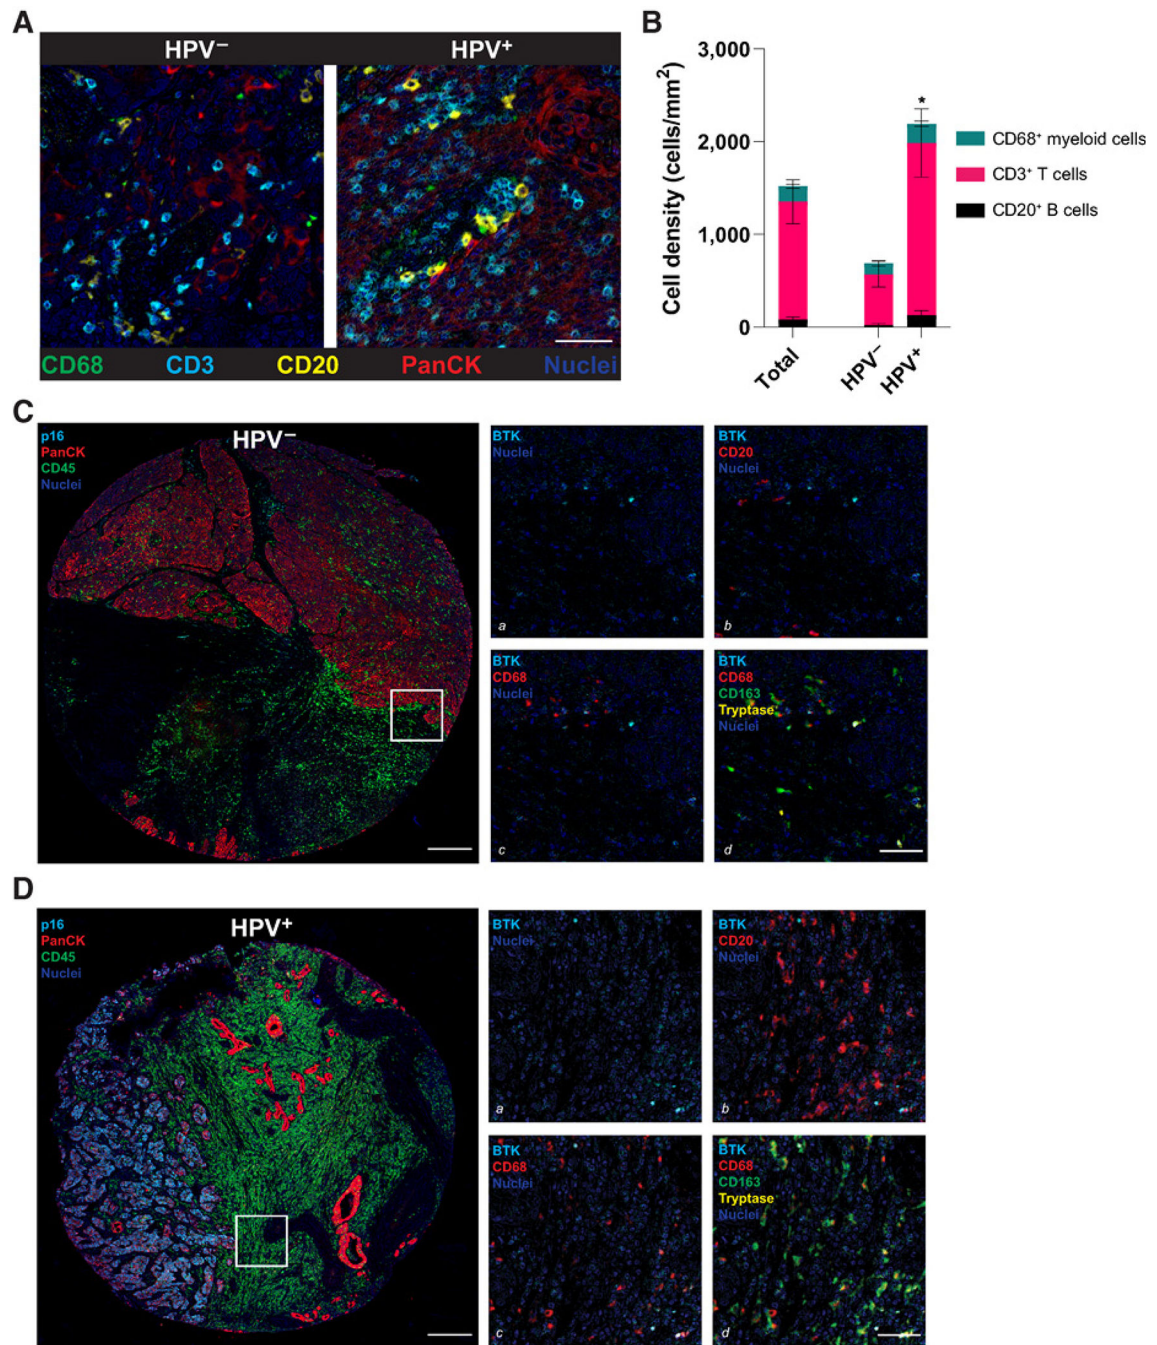 A
HPV⁻ HPV⁺
CD68 CD3 CD20 PanCK Nuclei
B
Cell density (cells/mm²)
3,000
2,000
1,000
0
*
Total
HPV⁻
HPV⁺
CD68⁺ myeloid cells
CD3⁺ T cells
CD20⁺ B cells
C
HPV⁻
p16
PanCK
CD45
Nuclei
BTK
Nuclei
a
BTK
CD20
Nuclei
b
BTK
CD68
Nuclei
c
BTK
CD68
CD163
Tryptase
Nuclei
d
D
HPV⁺
p16
PanCK
CD45
Nuclei
BTK
Nuclei
a
BTK
CD20
Nuclei
b
BTK
CD68
Nuclei
c
BTK
CD68
CD163
Tryptase
Nuclei
d